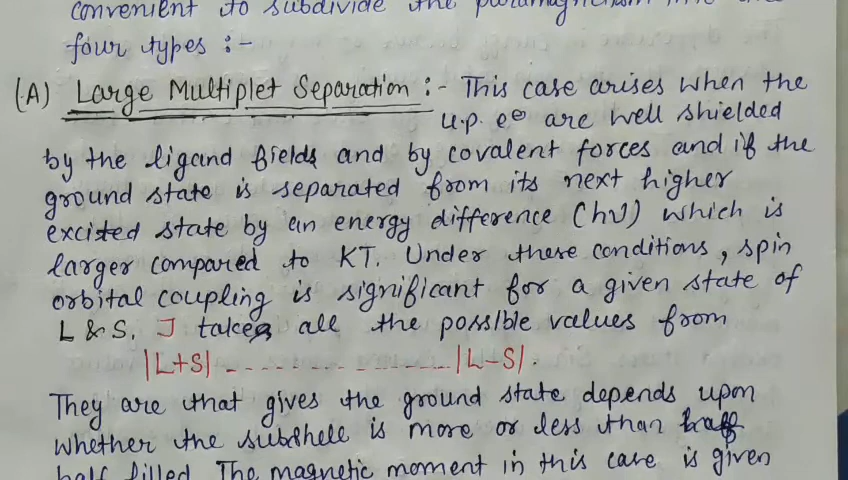 convenient to subdivide the paramagnetism
four types :-
(A) Large Multiplet Separation :- This case arises when the
u.p. e⊖ are well shielded
by the ligand fields and by covalent forces and if the
ground state is separated from its next higher
excited state by an energy difference (hν) which is
larger compared to KT. Under these conditions, spin
orbital coupling is significant for a given state of
L & S. J takes all the possible values from
|L+S| ------------------ |L-S|.
They are that gives the ground state depends upon
whether the subshell is more or less than
half filled. The magnetic moment in this case is given